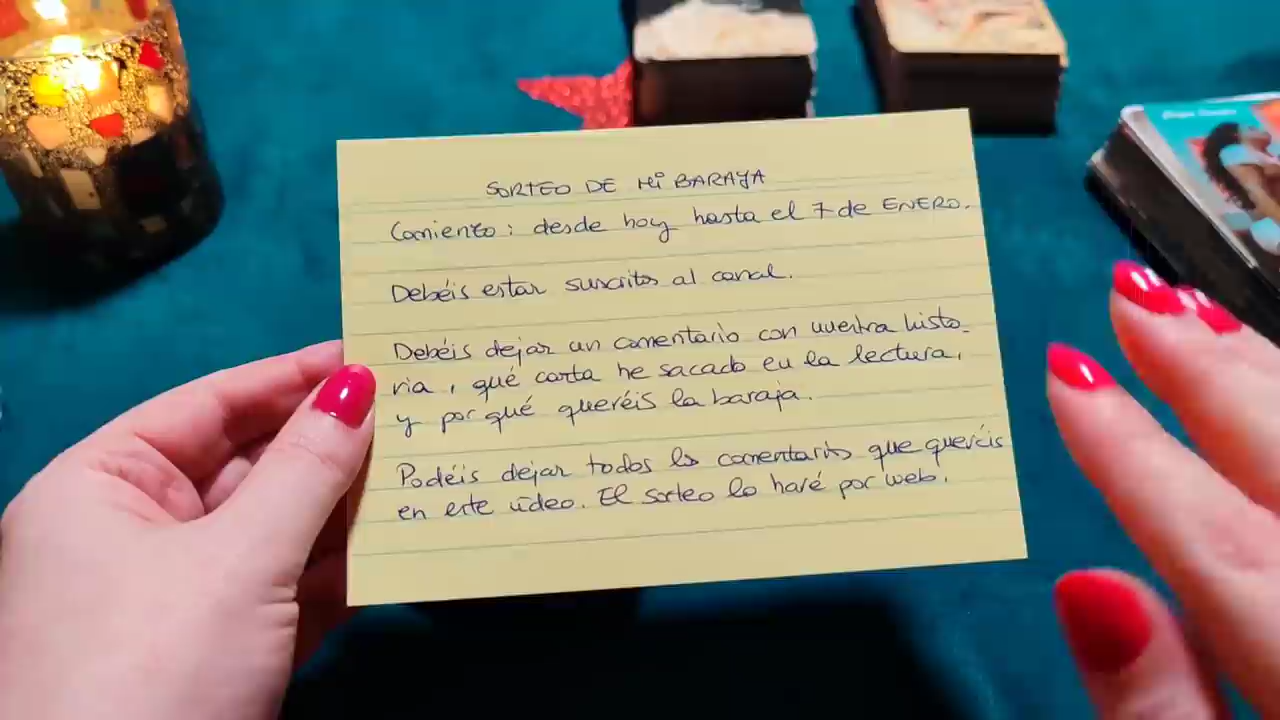 SORTEO DE Mi BARAJA
Comienzo: desde hoy hasta el 7 de ENERO.
Debéis estar suscritos al canal.
Debéis dejar un comentario con vuestra histo-
ria, qué carta he sacado en la lectura,
y por qué queréis la baraja.
Podéis dejar todos los comentarios que queréis
en este vídeo. El sorteo lo haré por web.